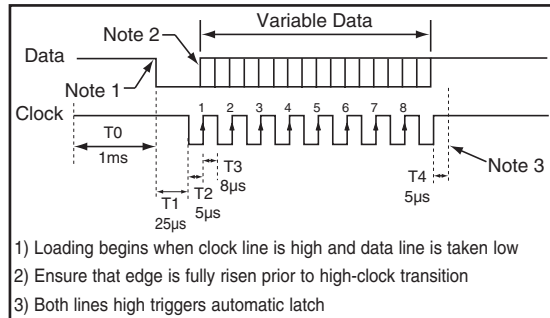 Variable Data
Note 2
Data
Note 1
Clock
1 2 3 4 5 6 7 8
T0
1ms
T3
8µs
Note 3
T1
25µs
T2
5µs
T4
5µs
1) Loading begins when clock line is high and data line is taken low
2) Ensure that edge is fully risen prior to high-clock transition
3) Both lines high triggers automatic latch